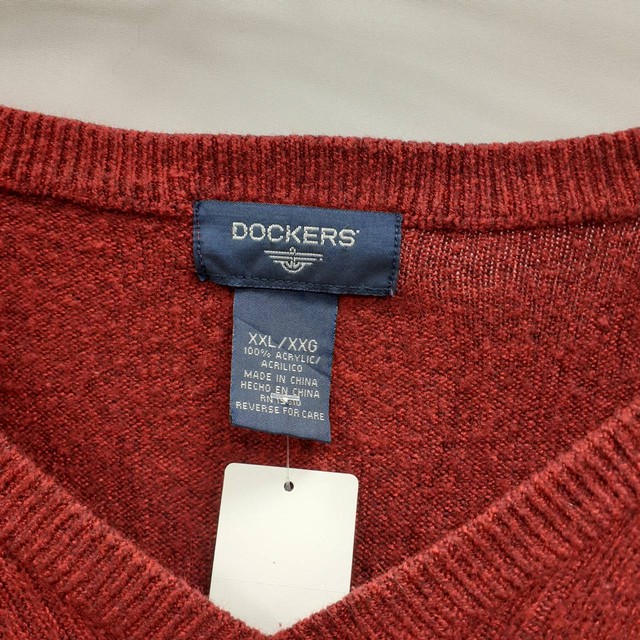 DOCKERS
XXL/XXG
100% ACRYLIC/
ACRILICO
MADE IN CHINA
HECHO EN CHINA
REVERSE FOR CARE